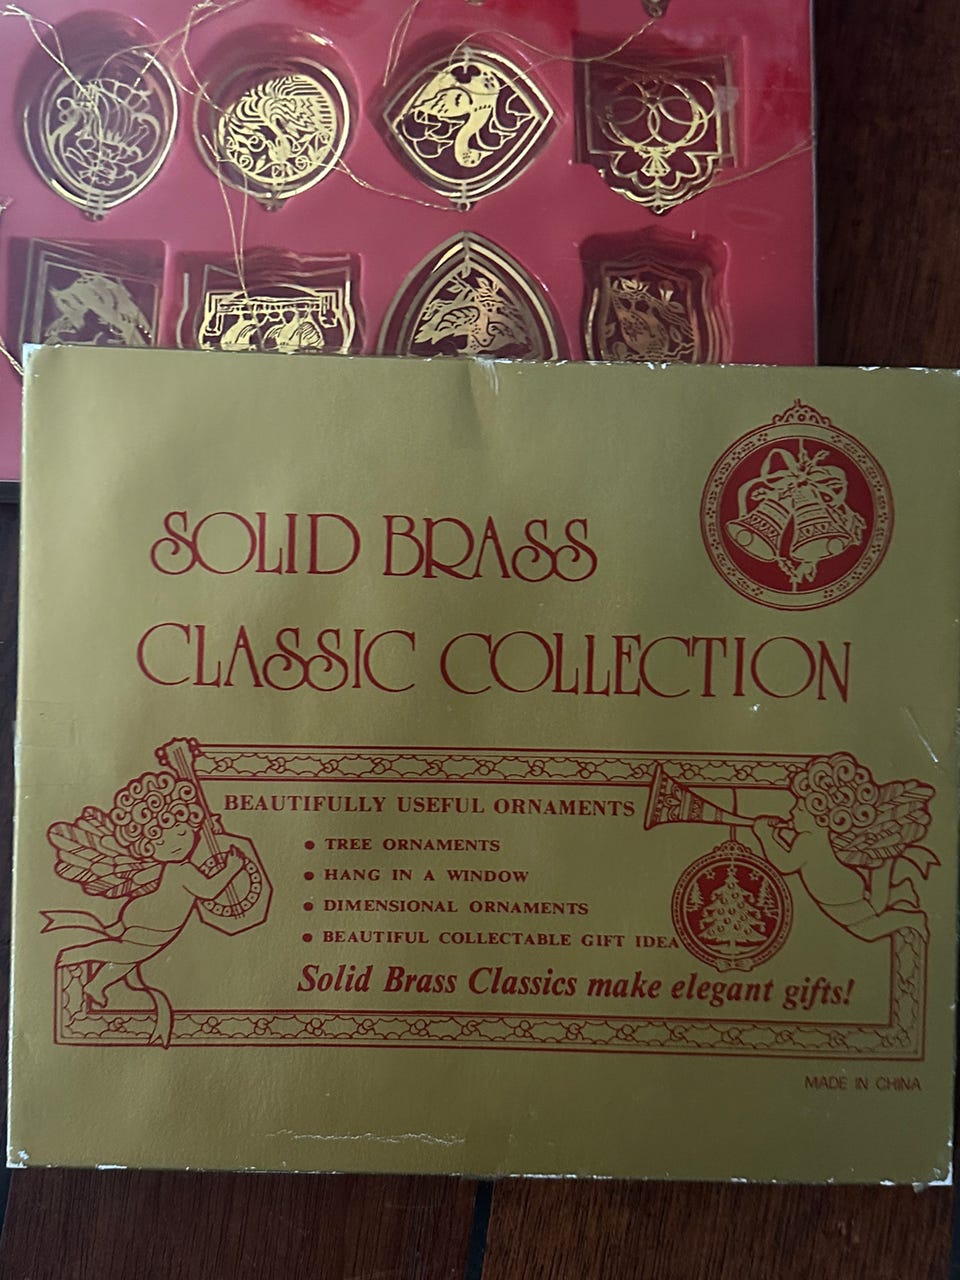 SOLID BRASS
CLASSIC COLLECTION
BEAUTIFULLY USEFUL ORNAMENTS
• TREE ORNAMENTS
• HANG IN A WINDOW
• DIMENSIONAL ORNAMENTS
• BEAUTIFUL COLLECTABLE GIFT IDEA
Solid Brass Classics make elegant gifts!
MADE IN CHINA